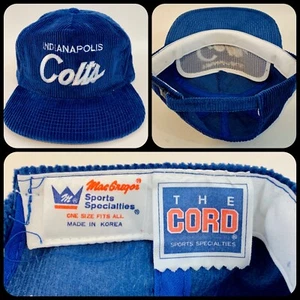 INDIANAPOLIS
Colts
MacGregor
Sports
Specialties
ONE SIZE FITS ALL
MADE IN KOREA
THE
CORD
SPORTS SPECIALTIES